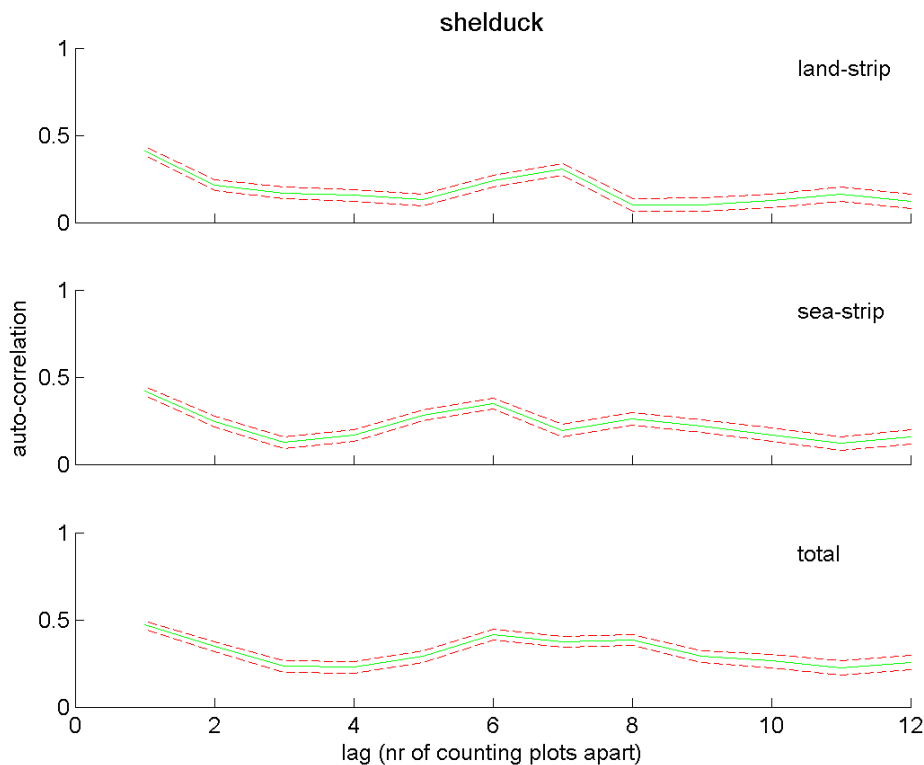 shelduck
1
land-strip
0.5
0
1
sea-strip
0.5
0
auto-correlation
1
total
0.5
0
0 2 4 6 8 10 12
lag (nr of counting plots apart)